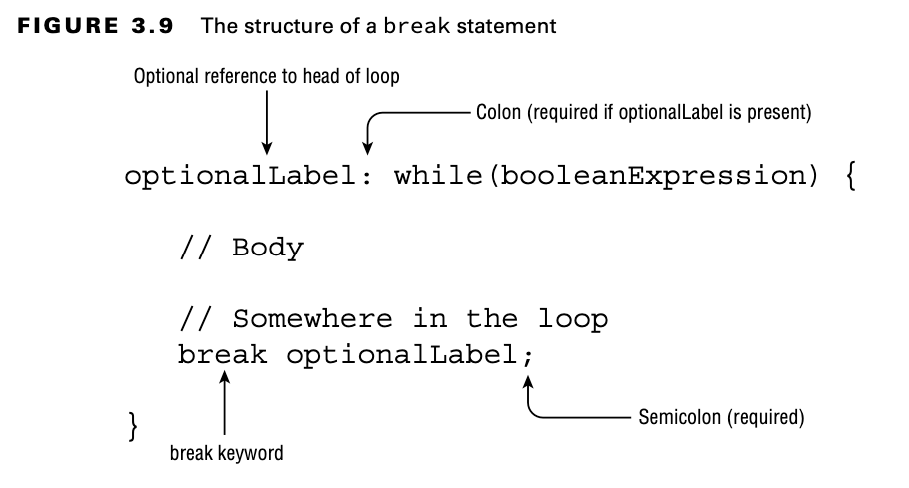 FIGURE 3.9 The structure of a break statement
Optional reference to head of loop
Colon (required if optionalLabel is present)
optionalLabel: while(booleanExpression) {
// Body
// Somewhere in the loop
break optionalLabel;
Semicolon (required)
}
break keyword